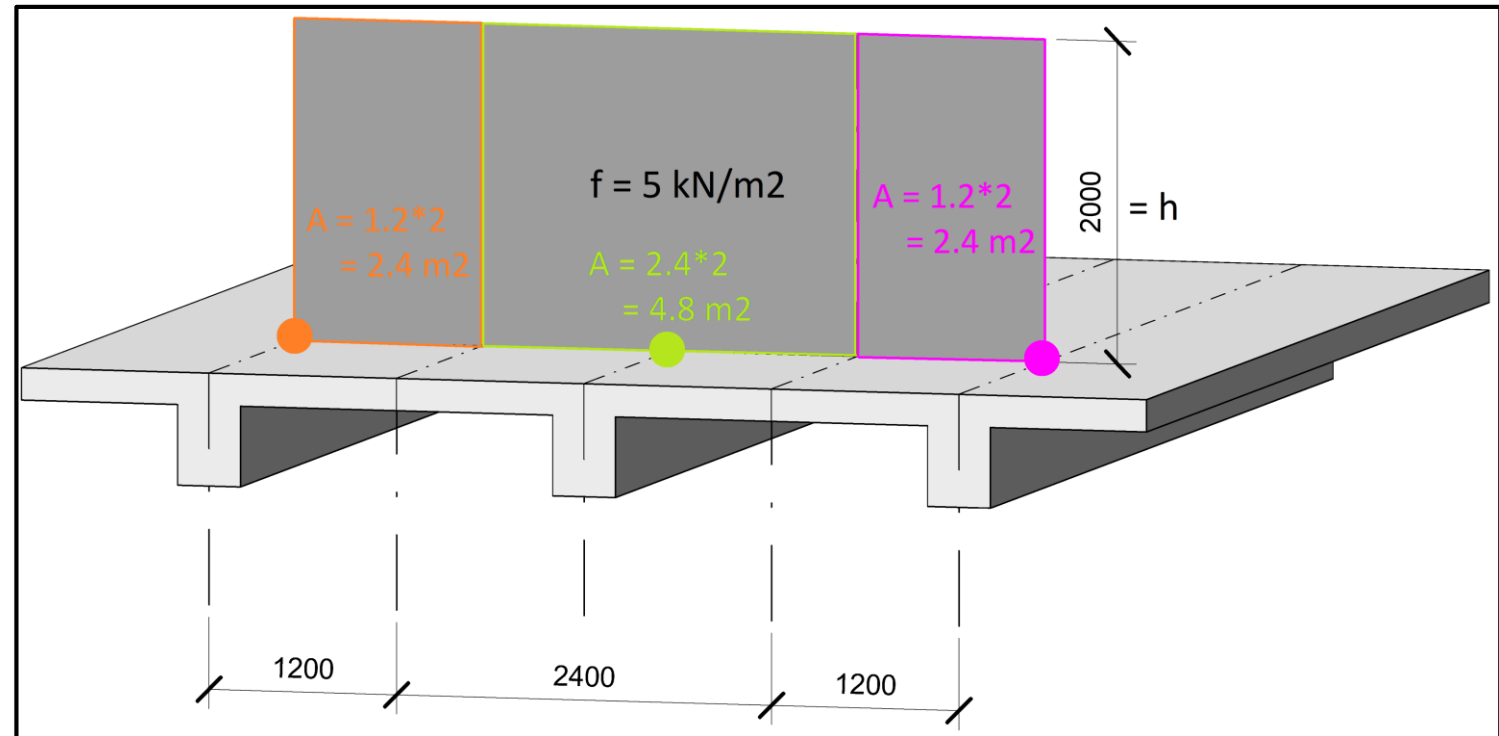 f = 5 kN/m2
A = 1.2*2
= 2.4 m2
A = 2.4*2
= 4.8 m2
A = 1.2*2
= 2.4 m2
2000
= h
1200
2400
1200